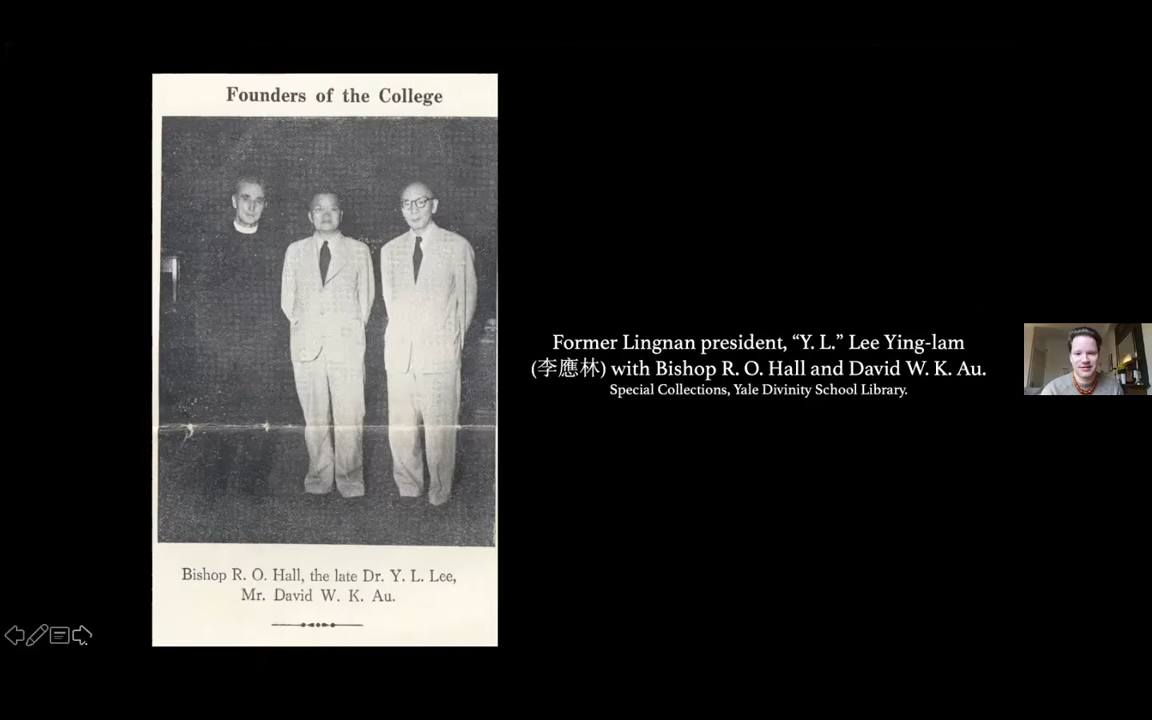 Founders of the College
Bishop R. O. Hall, the late Dr. Y. L. Lee,
Mr. David W. K. Au.
Former Lingnan president, “Y. L.” Lee Ying-lam
(李應林) with Bishop R. O. Hall and David W. K. Au.
Special Collections, Yale Divinity School Library.